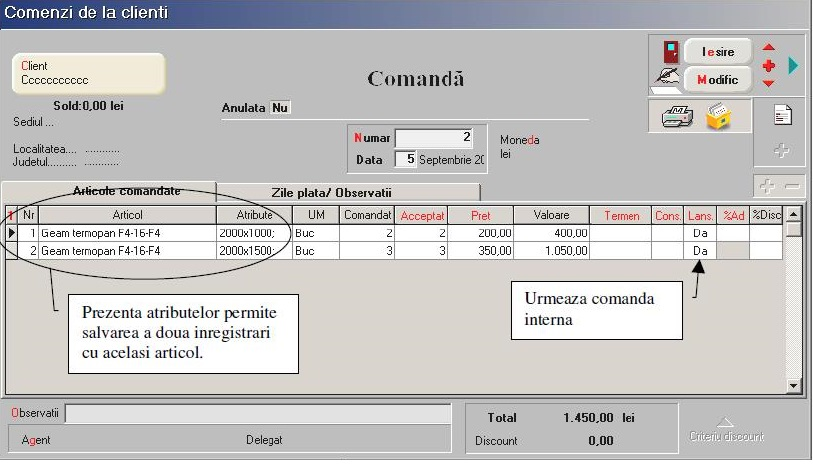 Comenzi de la clienti
Client
Cccccccccccc
Sold:0,00 lei
Sediul ...
Localitatea.... ............
Judetul.......... ............
Comandă
Anulata Nu
Numar 2
Data 5 Septembrie 20
Moneda
lei
Iesire
Modific
Articole comandate
Zile plata/ Observatii
1 Nr Articol Atribute UM Comandat Acceptat Pret Valoare Termen Cons. Lans. %Ad %Disc
1 Geam termopan F4-16-F4 2000x1000; Buc 2 2 200,00 400,00 Da
2 Geam termopan F4-16-F4 2000x1500; Buc 3 3 350,00 1.050,00 Da
Prezenta atributelor permite
salvarea a doua inregistrari
cu acelasi articol.
Urmeaza comanda
interna
Observatii
Agent Delegat
Total 1.450,00 lei
Discount 0,00
Criteriu discount